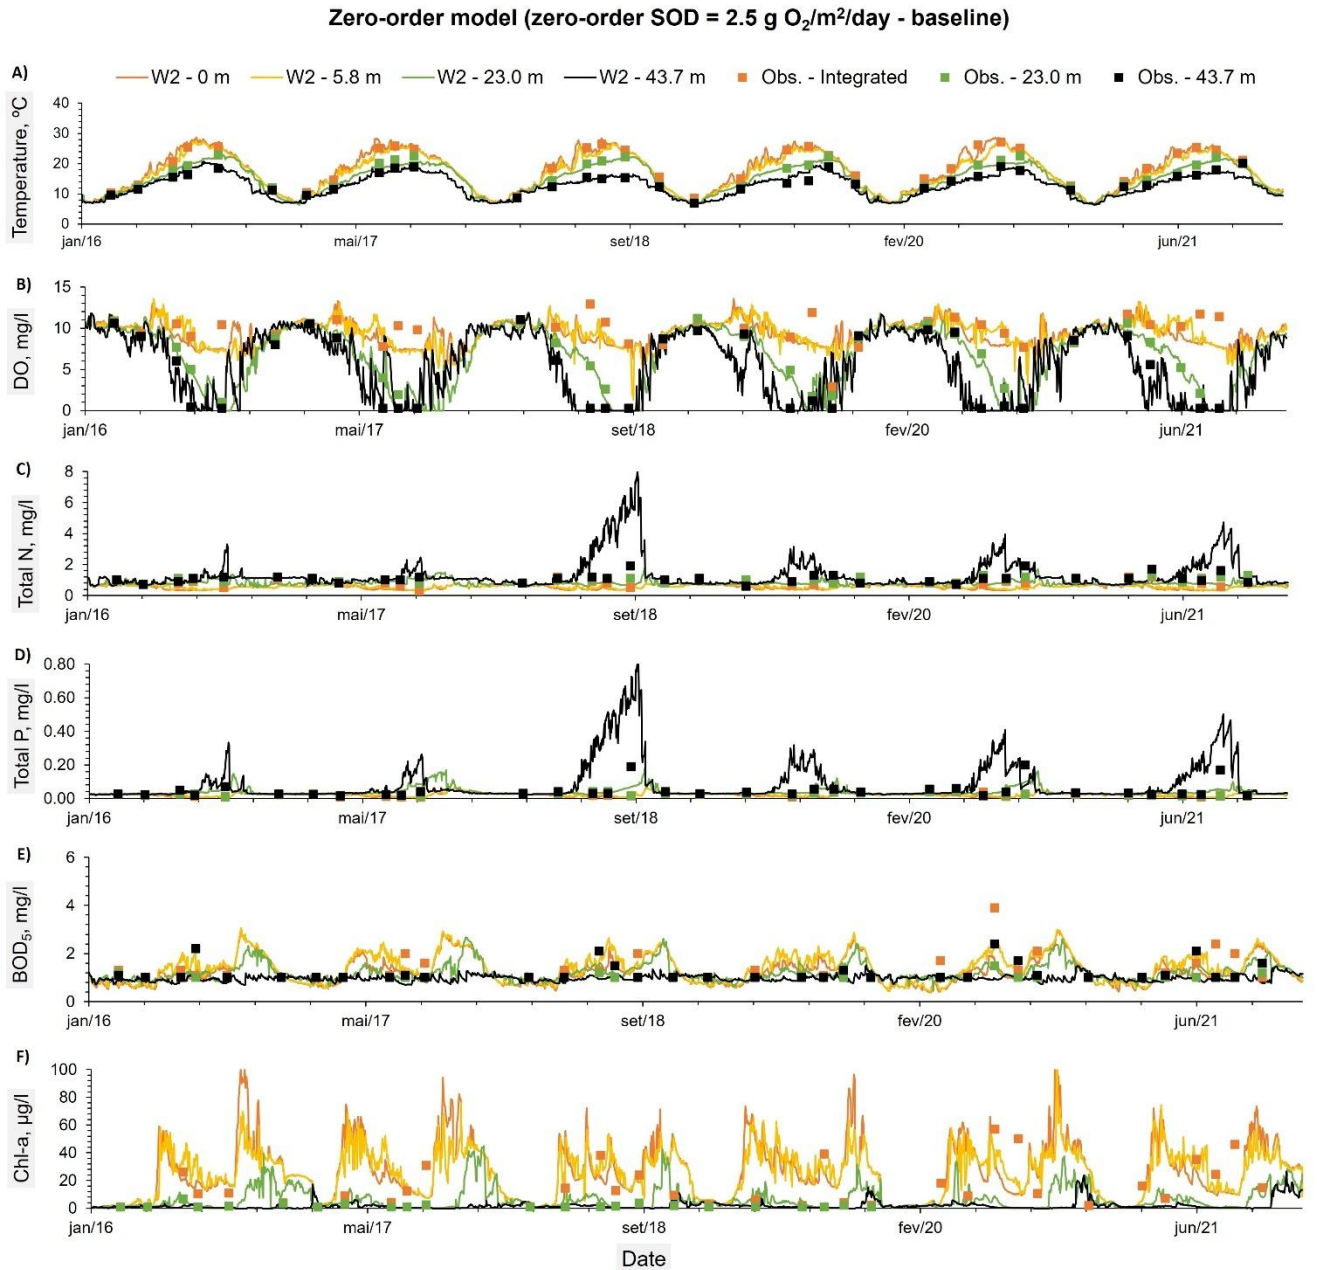 Zero-order model (zero-order SOD = 2.5 g O₂/m²/day - baseline)
A)
W2 - 0 m W2 - 5.8 m W2 - 23.0 m W2 - 43.7 m Obs. - Integrated Obs. - 23.0 m Obs. - 43.7 m
Temperature, ºC
40
30
20
10
0
jan/16 mai/17 set/18 fev/20 jun/21
B)
DO, mg/l
15
10
5
0
jan/16 mai/17 set/18 fev/20 jun/21
C)
Total N, mg/l
8
6
4
2
0
jan/16 mai/17 set/18 fev/20 jun/21
D)
Total P, mg/l
0.80
0.60
0.40
0.20
0.00
jan/16 mai/17 set/18 fev/20 jun/21
E)
BOD₅, mg/l
6
4
2
0
jan/16 mai/17 set/18 fev/20 jun/21
F)
Chl-a, µg/l
100
80
60
40
20
0
jan/16 mai/17 set/18 fev/20 jun/21
Date